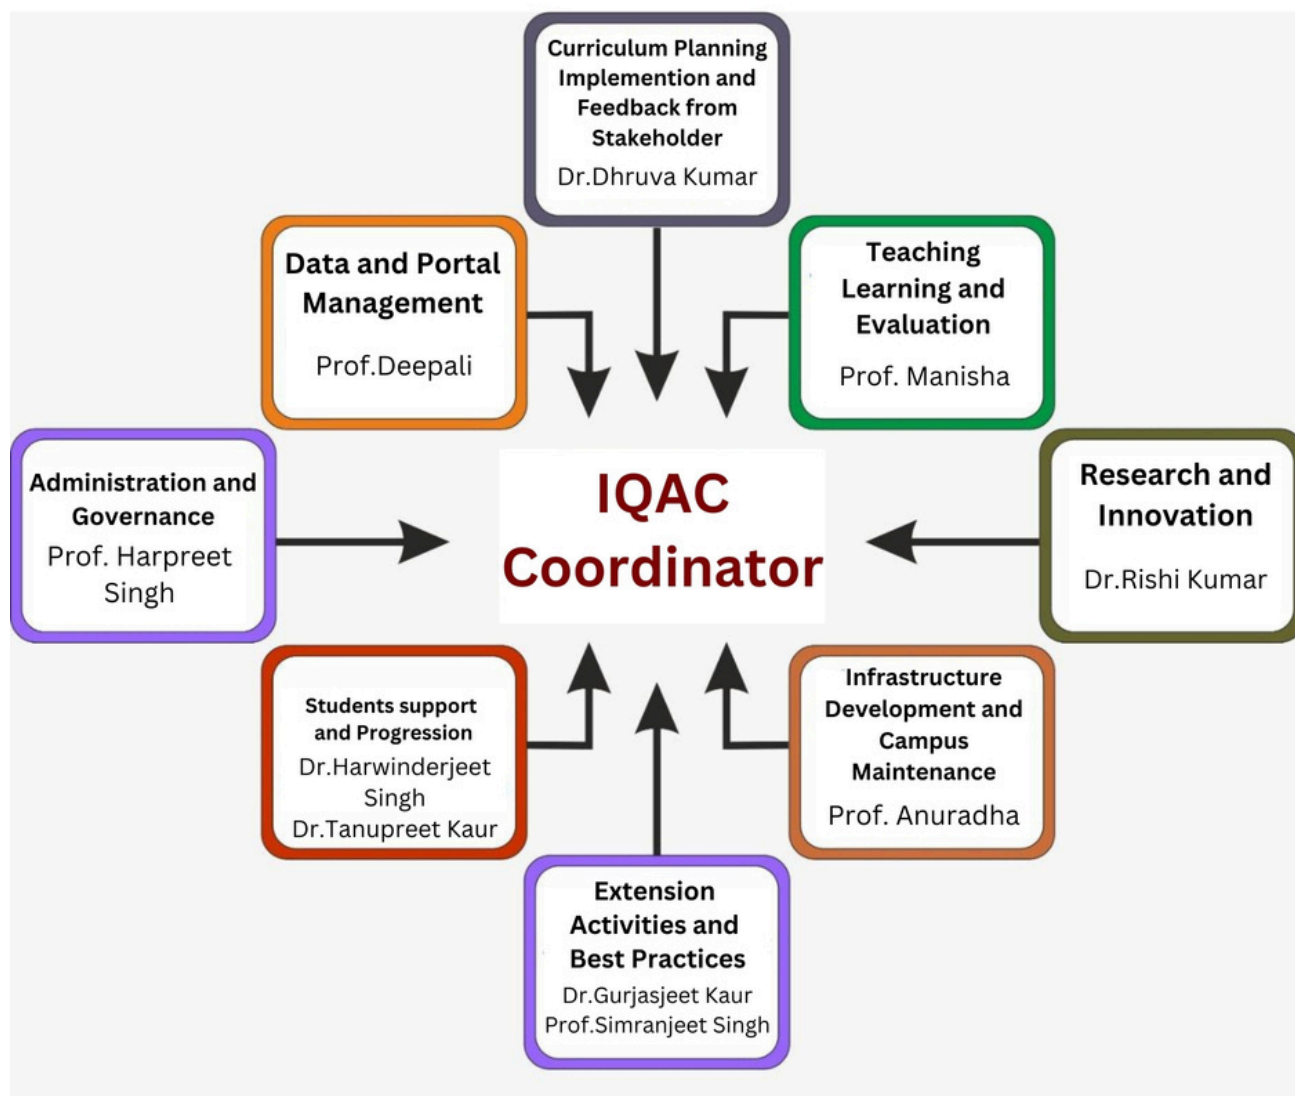 Curriculum Planning
Implemention and
Feedback from
Stakeholder
Dr.Dhruva Kumar
Data and Portal
Management
Prof.Deepali
Teaching
Learning and
Evaluation
Prof. Manisha
Administration and
Governance
Prof. Harpreet
Singh
IQAC
Coordinator
Research and
Innovation
Dr.Rishi Kumar
Students support
and Progression
Dr.Harwinderjeet
Singh
Dr.Tanupreet Kaur
Infrastructure
Development and
Campus
Maintenance
Prof. Anuradha
Extension
Activities and
Best Practices
Dr.Gurjasjeet Kaur
Prof.Simranjeet Singh